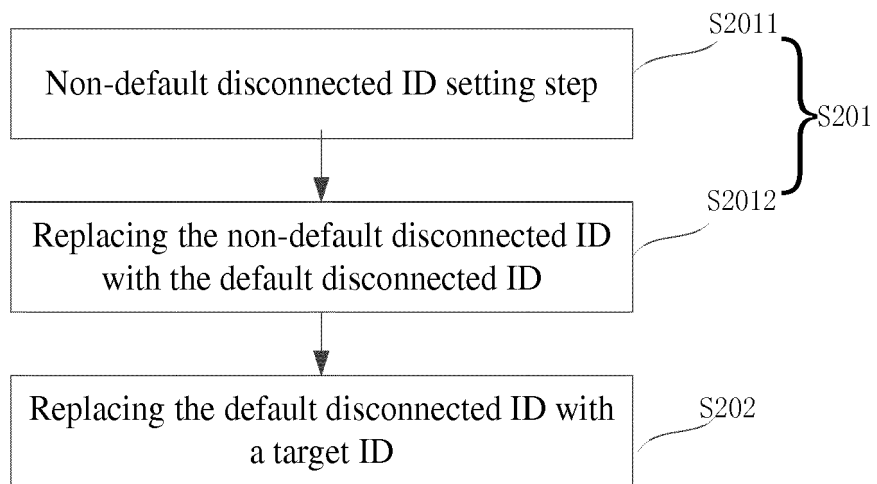 S2011
Non-default disconnected ID setting step
S201
S2012
Replacing the non-default disconnected ID
with the default disconnected ID
Replacing the default disconnected ID with
a target ID
S202